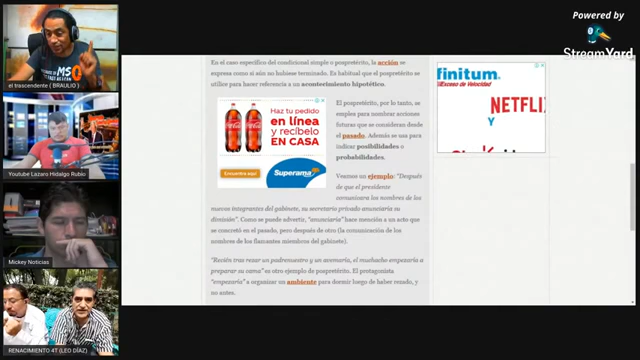 Powered by
StreamYard
MSO
el trascendente ( BRAULIO )
Youtube Lazaro Hidalgo Rubio
Mickey Noticias
RENACIMIENTO 4T (LEO DÍAZ)
En el caso específico del condicional simple o pospretérito, la acción se
expresa como si aún no hubiese terminado. Es habitual que el pospretérito se
utilice para hacer referencia a un acontecimiento hipotético.
Haz tu pedido
en línea
y recíbelo
EN CASA
Encuentre aquí
Superama
El pospretérito, por lo tanto, se
emplea para nombrar acciones
futuras que se consideran desde
el pasado. Además se usa para
indicar posibilidades o
probabilidades.
Veamos un ejemplo: "Después
de que el presidente
comunicara los nombres de los
nuevos integrantes del gabinete, su secretario privado anunciaría su
dimisión". Como se puede advertir, "anunciaría" hace mención a un acto que
se concretó en el pasado, pero después de otro (la comunicación de los
nombres de los flamantes miembros del gabinete).
"Recién tras rezar un padrenuestro y un avemaría, el muchacho empezaría a
preparar su cama" es otro ejemplo de pospretérito. El protagonista
"empezaría" a organizar un ambiente para dormir luego de haber rezado, y
no antes.
finitum.
Exceso de Velocidad
NETFLIX
Y